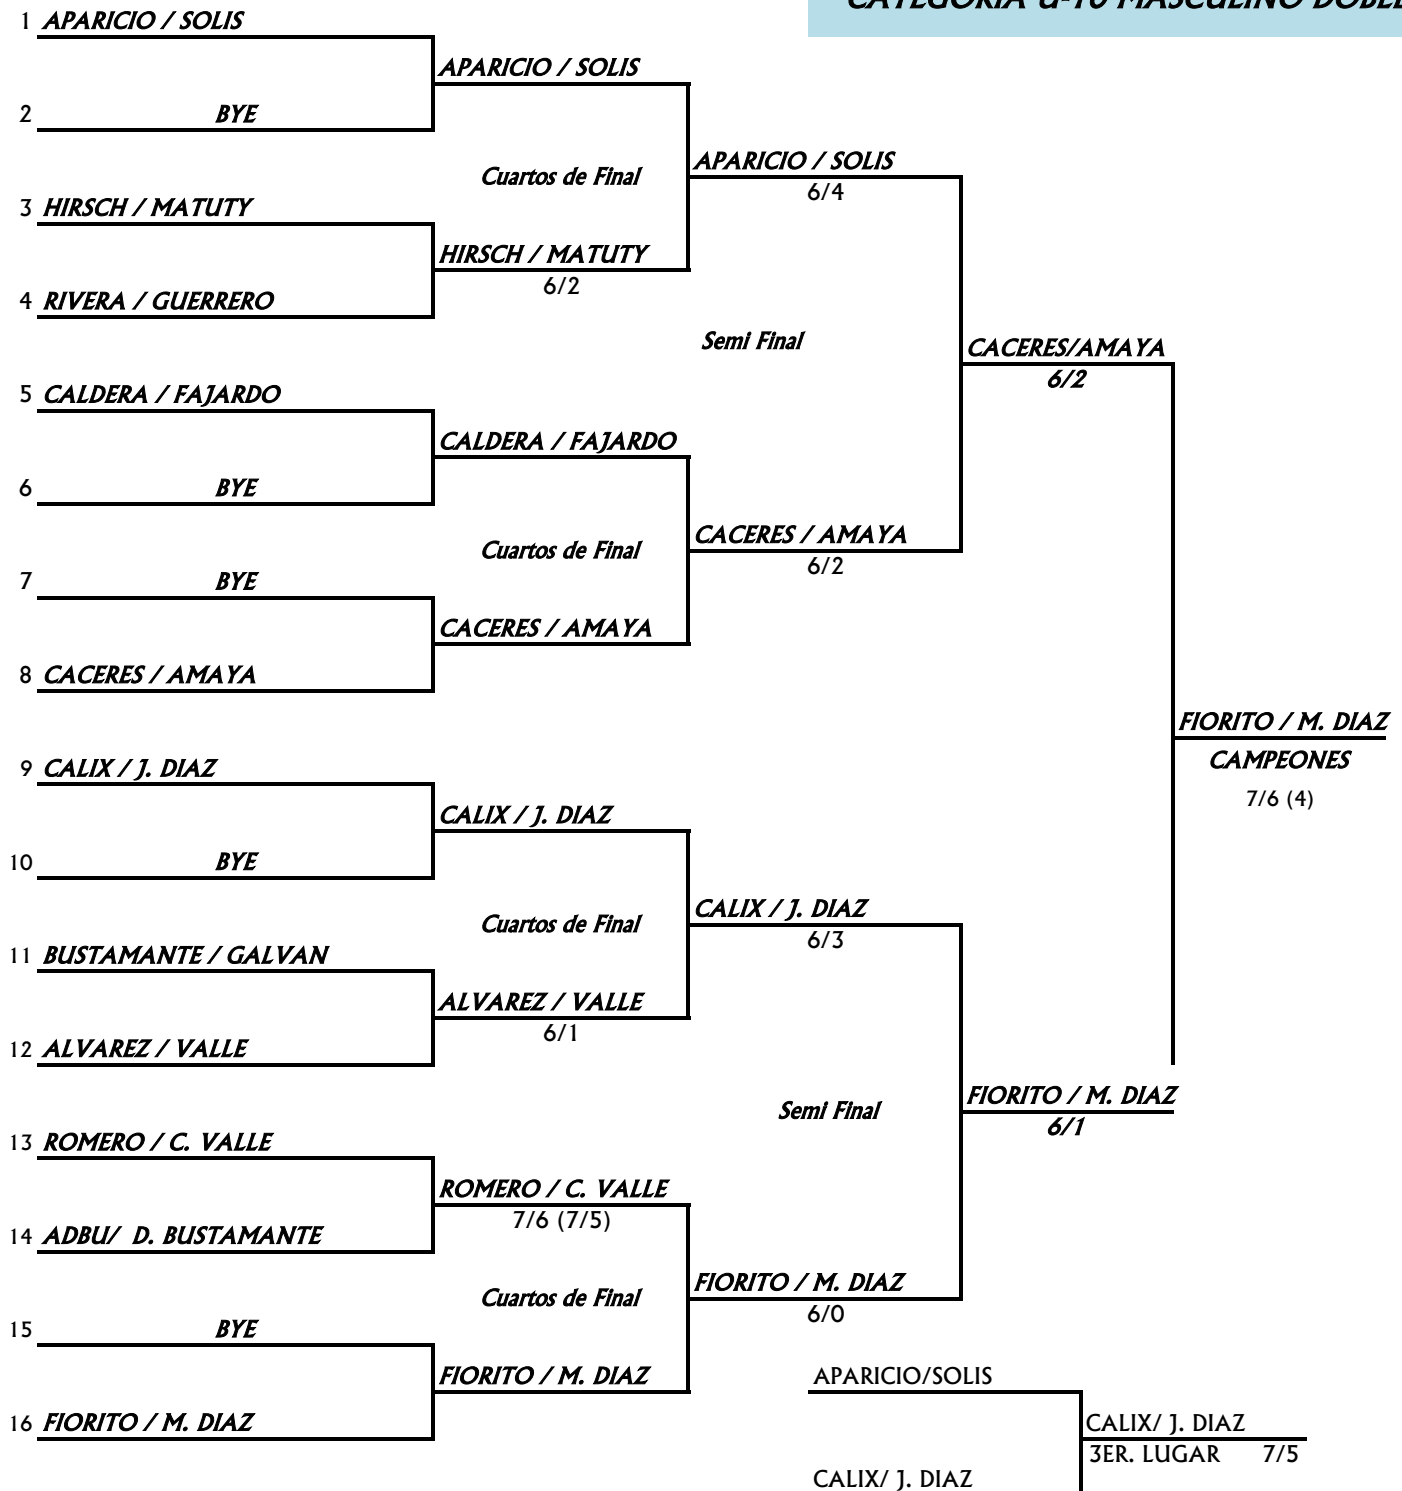 CATEGORIA U-10 MASCULINO
1 APARICIO / SOLIS
APARICIO / SOLIS
2 BYE
Cuartos de Final
APARICIO / SOLIS
6/4
3 HIRSCH / MATUTY
HIRSCH / MATUTY
6/2
4 RIVERA / GUERRERO
Semi Final
CACERES/AMAYA
6/2
5 CALDERA / FAJARDO
CALDERA / FAJARDO
6 BYE
Cuartos de Final
CACERES / AMAYA
6/2
7 BYE
CACERES / AMAYA
8 CACERES / AMAYA
FIORITO / M. DIAZ
CAMPEONES
7/6 (4)
9 CALIX / J. DIAZ
CALIX / J. DIAZ
10 BYE
Cuartos de Final
CALIX / J. DIAZ
6/3
11 BUSTAMANTE / GALVAN
ALVAREZ / VALLE
6/1
12 ALVAREZ / VALLE
Semi Final
FIORITO / M. DIAZ
6/1
13 ROMERO / C. VALLE
ROMERO / C. VALLE
7/6 (7/5)
14 ADBU/ D. BUSTAMANTE
Cuartos de Final
FIORITO / M. DIAZ
6/0
15 BYE
FIORITO / M. DIAZ
16 FIORITO / M. DIAZ
APARICIO/SOLIS
CALIX/ J. DIAZ
3ER. LUGAR 7/5
CALIX/ J. DIAZ